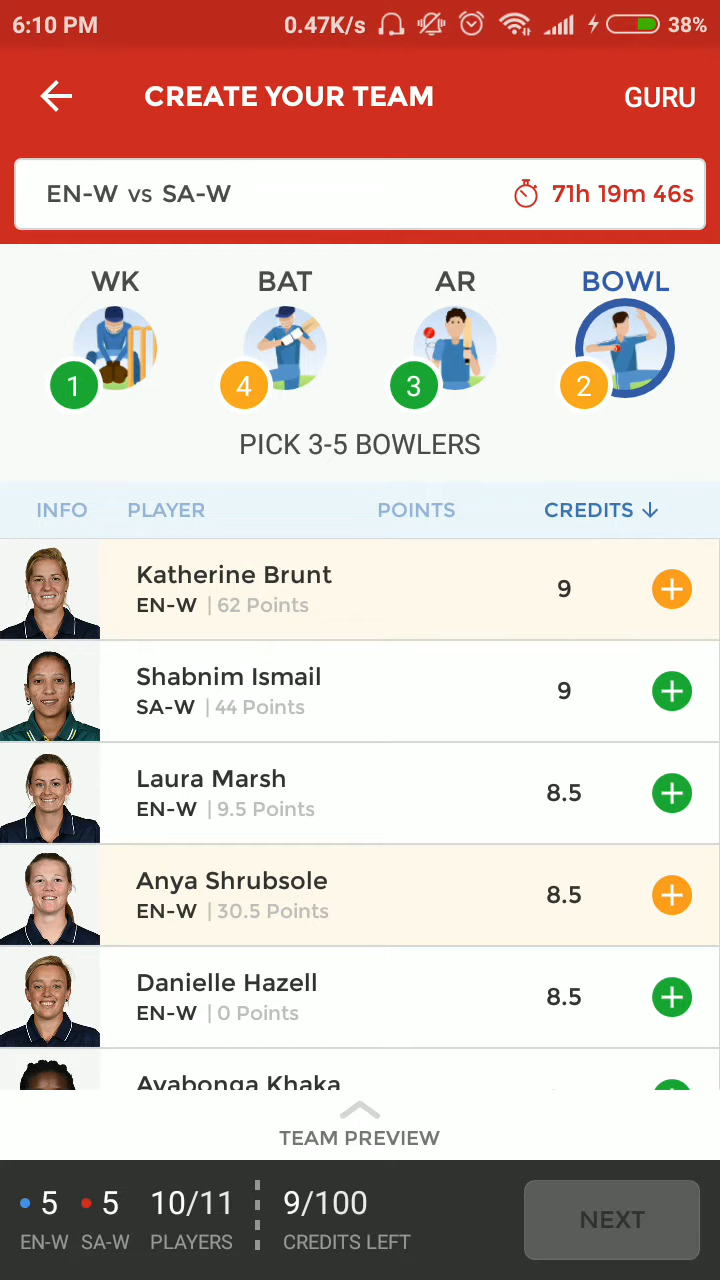 6:10 PM 0.47K/s 38%
CREATE YOUR TEAM GURU
EN-W vs SA-W 71h 19m 46s
WK BAT AR BOWL
1 4 3 2
PICK 3-5 BOWLERS
INFO PLAYER POINTS CREDITS
Katherine Brunt
EN-W | 62 Points 9
Shabnim Ismail
SA-W | 44 Points 9
Laura Marsh
EN-W | 9.5 Points 8.5
Anya Shrubsole
EN-W | 30.5 Points 8.5
Danielle Hazell
EN-W | 0 Points 8.5
Ayabonga Khaka
TEAM PREVIEW
5 5 10/11 9/100
EN-W SA-W PLAYERS CREDITS LEFT
NEXT